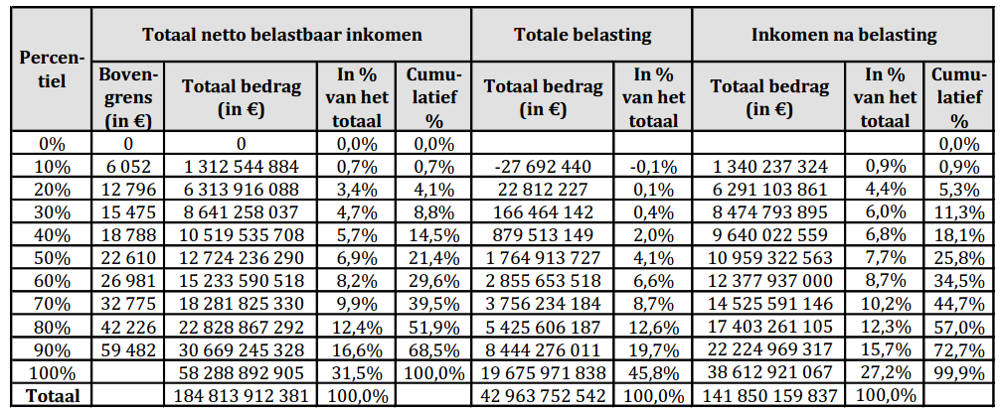 Percen-tiel Totaal netto belastbaar inkomen Totale belasting Inkomen na belasting
Boven-grens (in €) Totaal bedrag (in €) In % van het totaal Cumu-latief % Totaal bedrag (in €) In % van het totaal Totaal bedrag (in €) In % van het totaal Cumu-latief %
0% 0 0 0,0% 0,0% 0,0%
10% 6 052 1 312 544 884 0,7% 0,7% -27 692 440 -0,1% 1 340 237 324 0,9% 0,9%
20% 12 796 6 313 916 088 3,4% 4,1% 22 812 227 0,1% 6 291 103 861 4,4% 5,3%
30% 15 475 8 641 258 037 4,7% 8,8% 166 464 142 0,4% 8 474 793 895 6,0% 11,3%
40% 18 788 10 519 535 708 5,7% 14,5% 879 513 149 2,0% 9 640 022 559 6,8% 18,1%
50% 22 610 12 724 236 290 6,9% 21,4% 1 764 913 727 4,1% 10 959 322 563 7,7% 25,8%
60% 26 981 15 233 590 518 8,2% 29,6% 2 855 653 518 6,6% 12 377 937 000 8,7% 34,5%
70% 32 775 18 281 825 330 9,9% 39,5% 3 756 234 184 8,7% 14 525 591 146 10,2% 44,7%
80% 42 226 22 828 867 292 12,4% 51,9% 5 425 606 187 12,6% 17 403 261 105 12,3% 57,0%
90% 59 482 30 669 245 328 16,6% 68,5% 8 444 276 011 19,7% 22 224 969 317 15,7% 72,7%
100% 58 288 892 905 31,5% 100,0% 19 675 971 838 45,8% 38 612 921 067 27,2% 99,9%
Totaal 184 813 912 381 100,0% 42 963 752 542 100,0% 141 850 159 837 100,0%